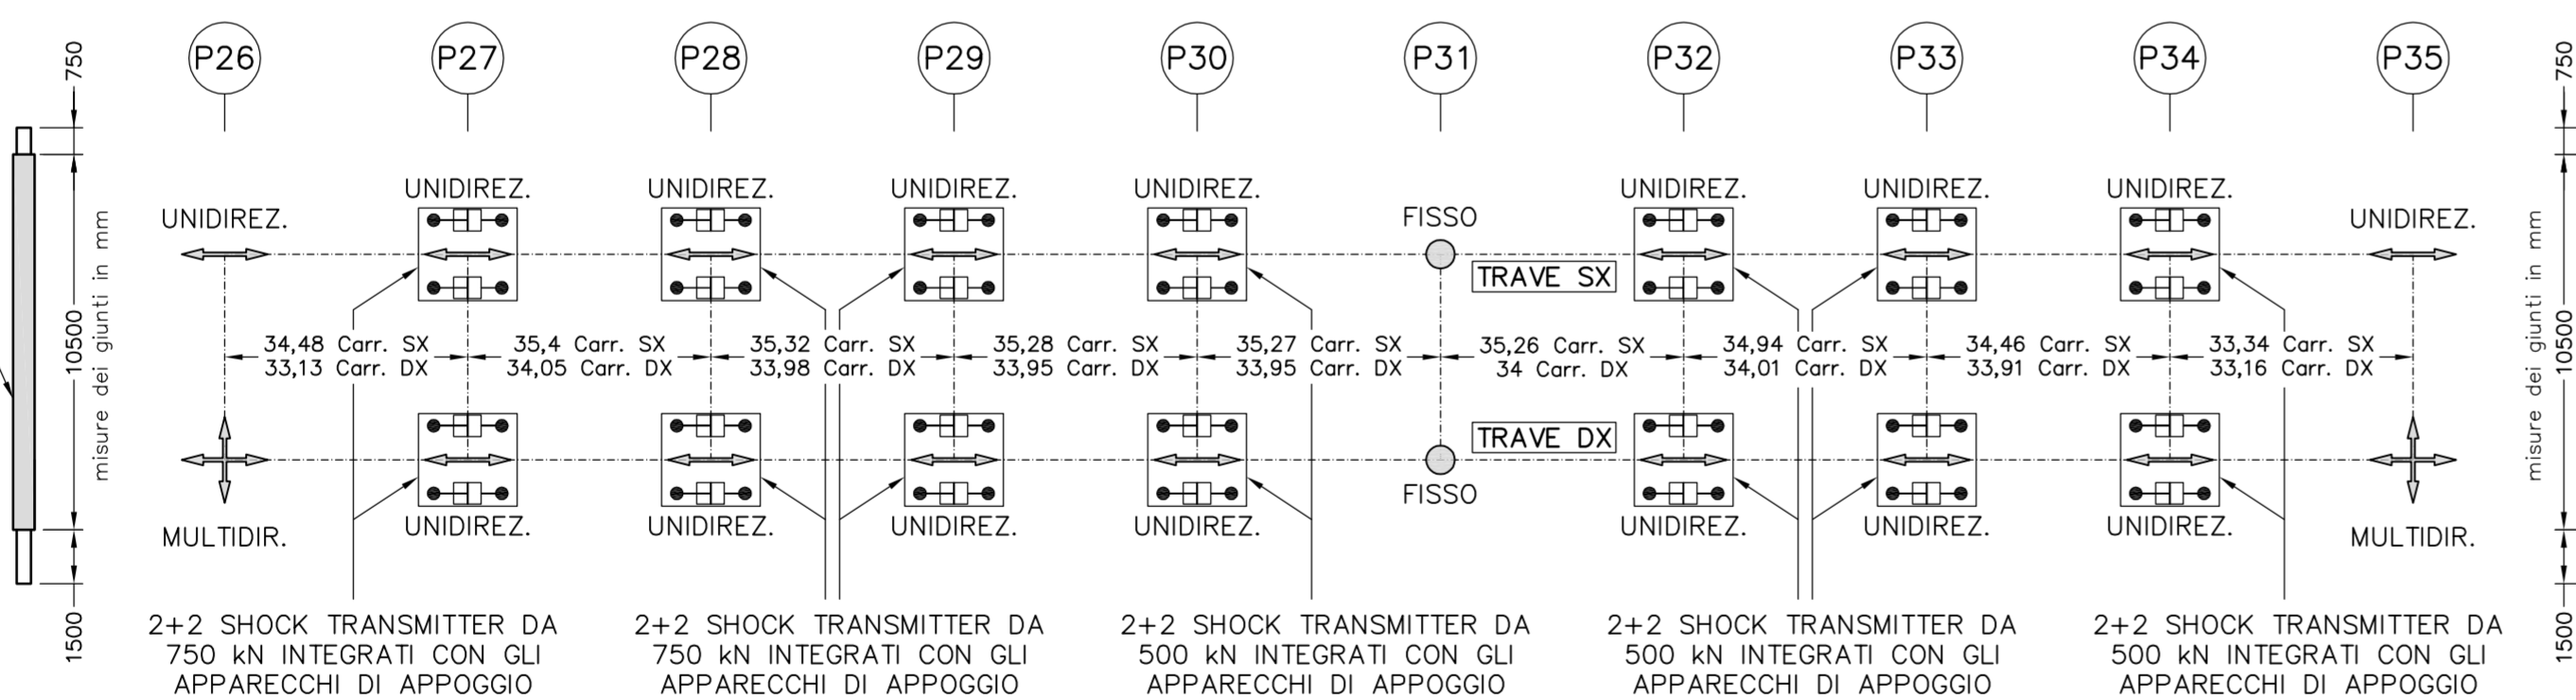 P26 P27 P28 P29 P30 P31 P32 P33 P34 P35
750
750
UNIDIREZ. UNIDIREZ. UNIDIREZ. UNIDIREZ. UNIDIREZ. UNIDIREZ. UNIDIREZ.
UNIDIREZ. FISSO UNIDIREZ.
TRAVE SX
10500
misure dei giunti in mm
34,48 Carr. SX
33,13 Carr. DX
35,4 Carr. SX
34,05 Carr. DX
35,32 Carr. SX
33,98 Carr. DX
35,28 Carr. SX
33,95 Carr. DX
35,27 Carr. SX
33,95 Carr. DX
35,26 Carr. SX
34 Carr. DX
34,94 Carr. SX
34,01 Carr. DX
34,46 Carr. SX
33,91 Carr. DX
33,34 Carr. SX
33,16 Carr. DX
misure dei giunti in mm
10500
TRAVE DX
FISSO
UNIDIREZ. UNIDIREZ. UNIDIREZ. UNIDIREZ. UNIDIREZ. UNIDIREZ. UNIDIREZ.
MULTIDIR. MULTIDIR.
1500
2+2 SHOCK TRANSMITTER DA
750 kN INTEGRATI CON GLI
APPARECCHI DI APPOGGIO
2+2 SHOCK TRANSMITTER DA
750 kN INTEGRATI CON GLI
APPARECCHI DI APPOGGIO
2+2 SHOCK TRANSMITTER DA
500 kN INTEGRATI CON GLI
APPARECCHI DI APPOGGIO
2+2 SHOCK TRANSMITTER DA
500 kN INTEGRATI CON GLI
APPARECCHI DI APPOGGIO
2+2 SHOCK TRANSMITTER DA
500 kN INTEGRATI CON GLI
APPARECCHI DI APPOGGIO
1500